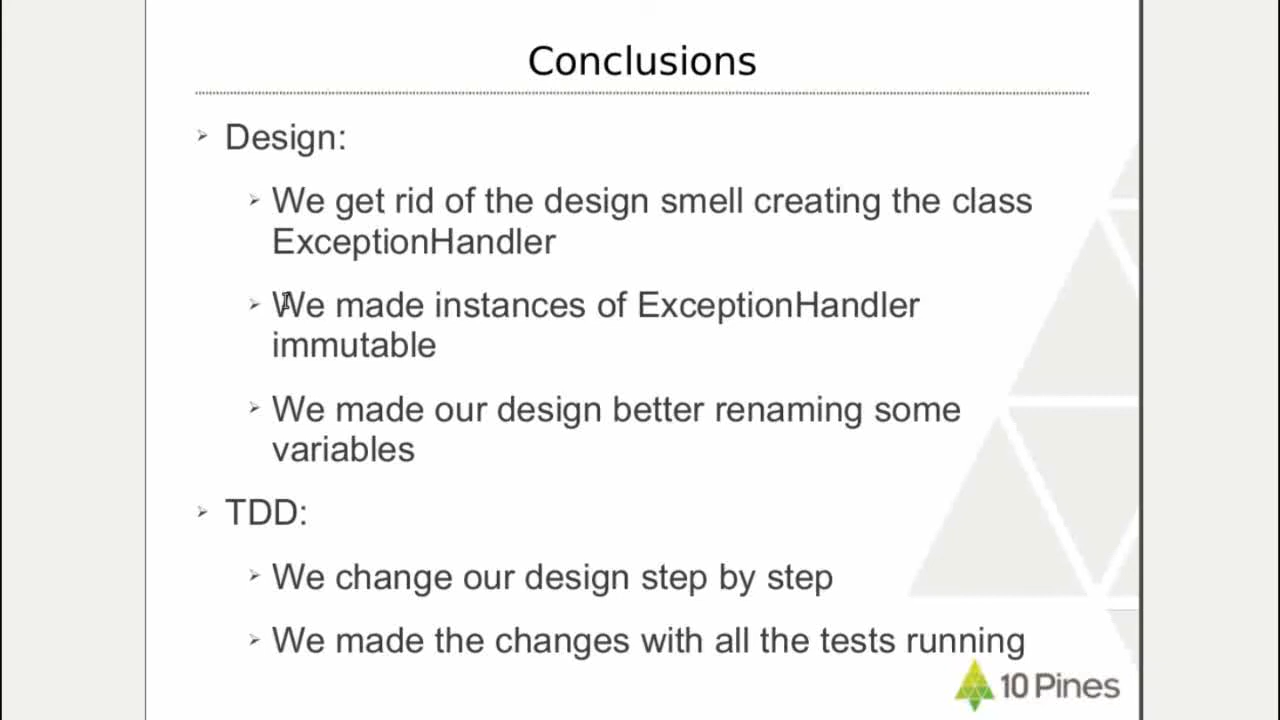 Conclusions
Design:
We get rid of the design smell creating the class
ExceptionHandler
We made instances of ExceptionHandler
immutable
We made our design better renaming some
variables
TDD:
We change our design step by step
We made the changes with all the tests running
10 Pines